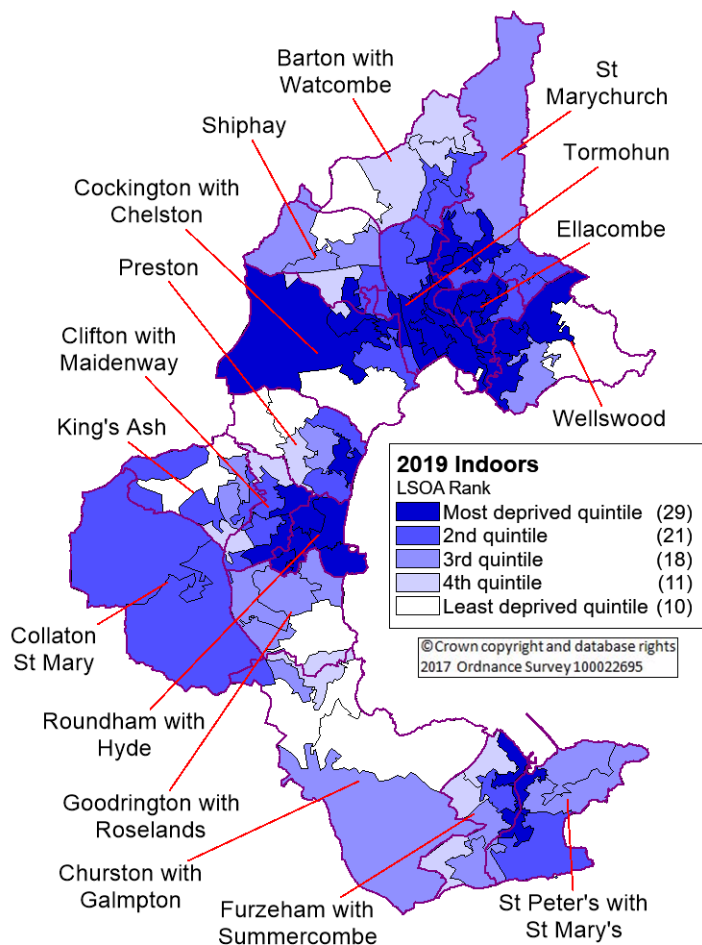 Barton with
Watcombe
St
Marychurch
Shiphay
Tormohun
Cockington with
Chelston
Ellacombe
Preston
Clifton with
Maidenway
King's Ash
Wellswood
2019 Indoors
LSOA Rank
Most deprived quintile (29)
2nd quintile (21)
3rd quintile (18)
4th quintile (11)
Least deprived quintile (10)
©Crown copyright and database rights
2017 Ordnance Survey 100022695
Collaton
St Mary
Roundham with
Hyde
Goodrington with
Roselands
Churston with
Galmpton
Furzeham with
Summercombe
St Peter's with
St Mary's